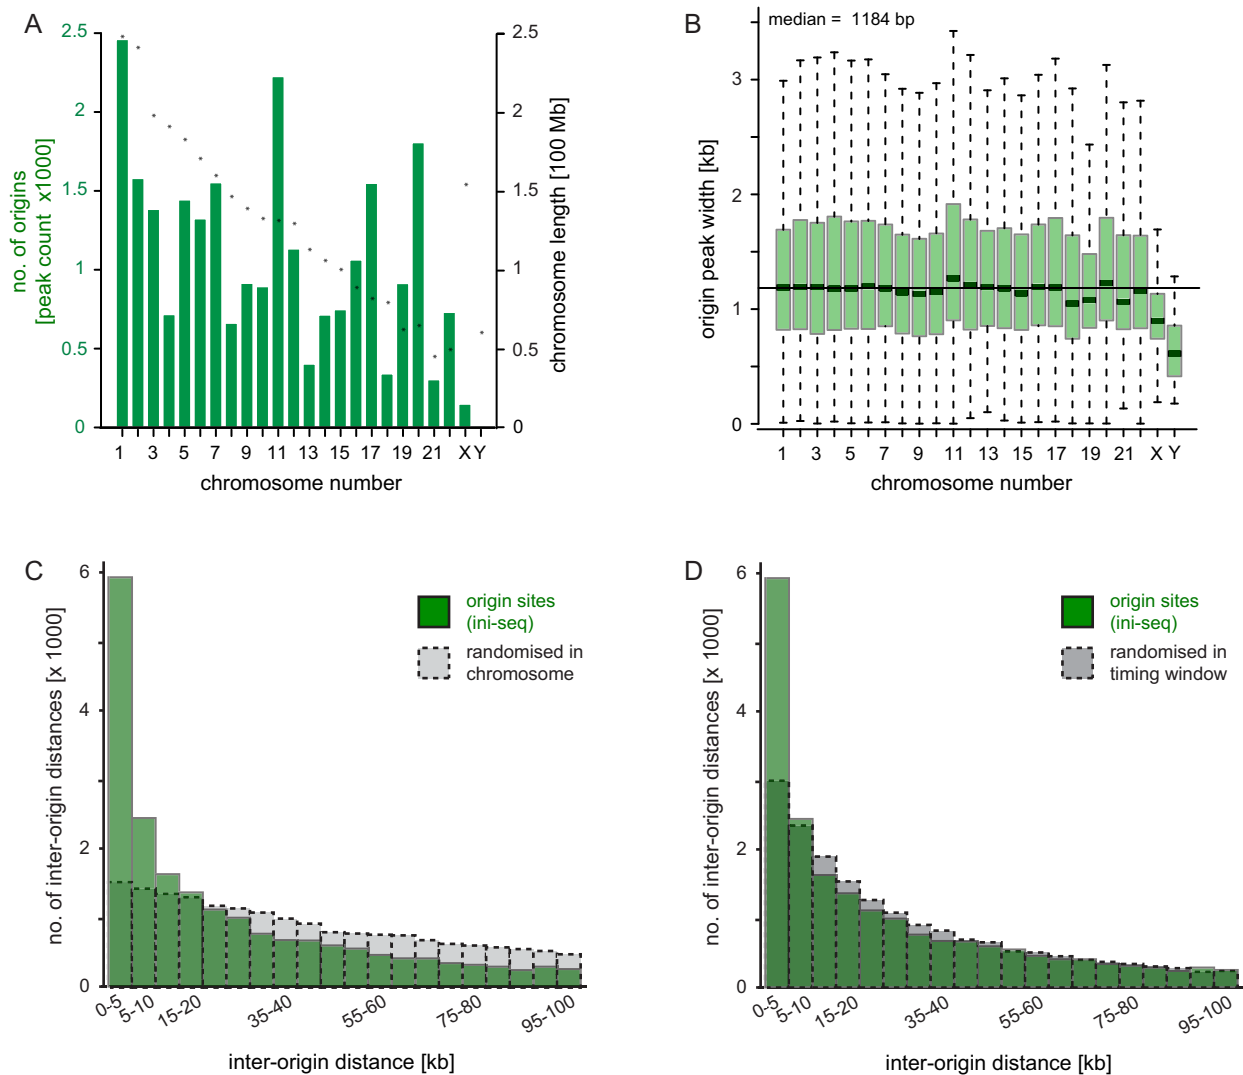 A
2.5
2
1.5
1
0.5
0
no. of origins
[peak count x1000]
2.5
2
1.5
1
0.5
0
chromosome length [100 Mb]
1 3 5 7 9 11 13 15 17 19 21 X Y
chromosome number
B
median = 1184 bp
3
2
1
0
origin peak width [kb]
1 3 5 7 9 11 13 15 17 19 21 X Y
chromosome number
C
6
4
2
0
no. of inter-origin distances [x 1000]
origin sites
(ini-seq)
randomised in
chromosome
0-5 5-10 15-20 35-40 55-60 75-80 95-100
inter-origin distance [kb]
D
6
4
2
0
no. of inter-origin distances [x 1000]
origin sites
(ini-seq)
randomised in
timing window
0-5 5-10 15-20 35-40 55-60 75-80 95-100
inter-origin distance [kb]